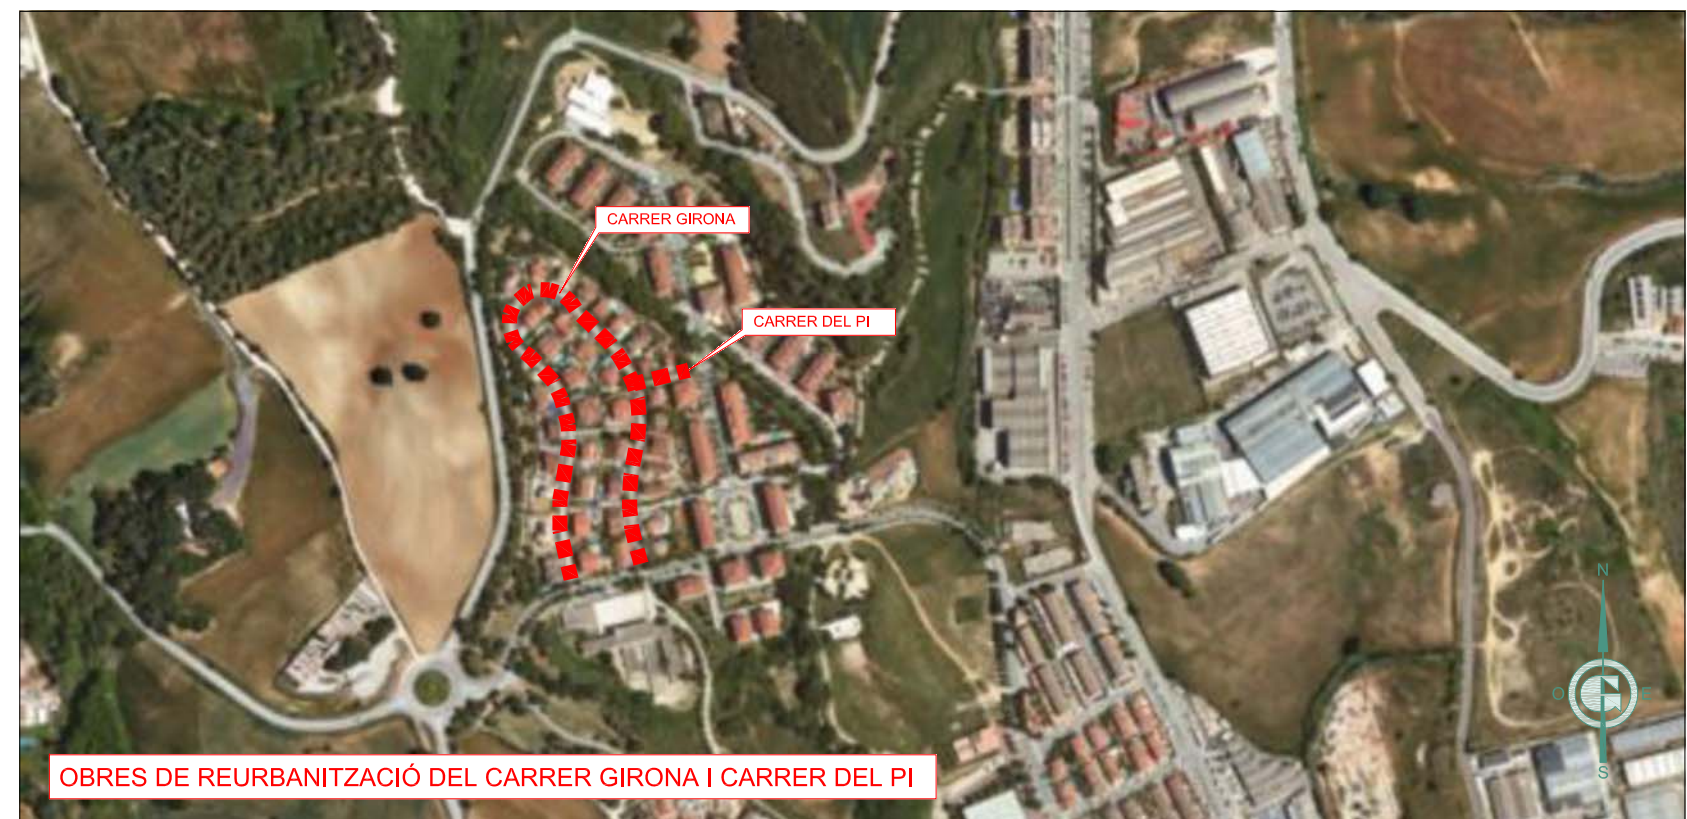 CARRER GIRONA
CARRER DEL PI
N
O E
S
OBRES DE REURBANITZACIÓ DEL CARRER GIRONA I CARRER DEL PI